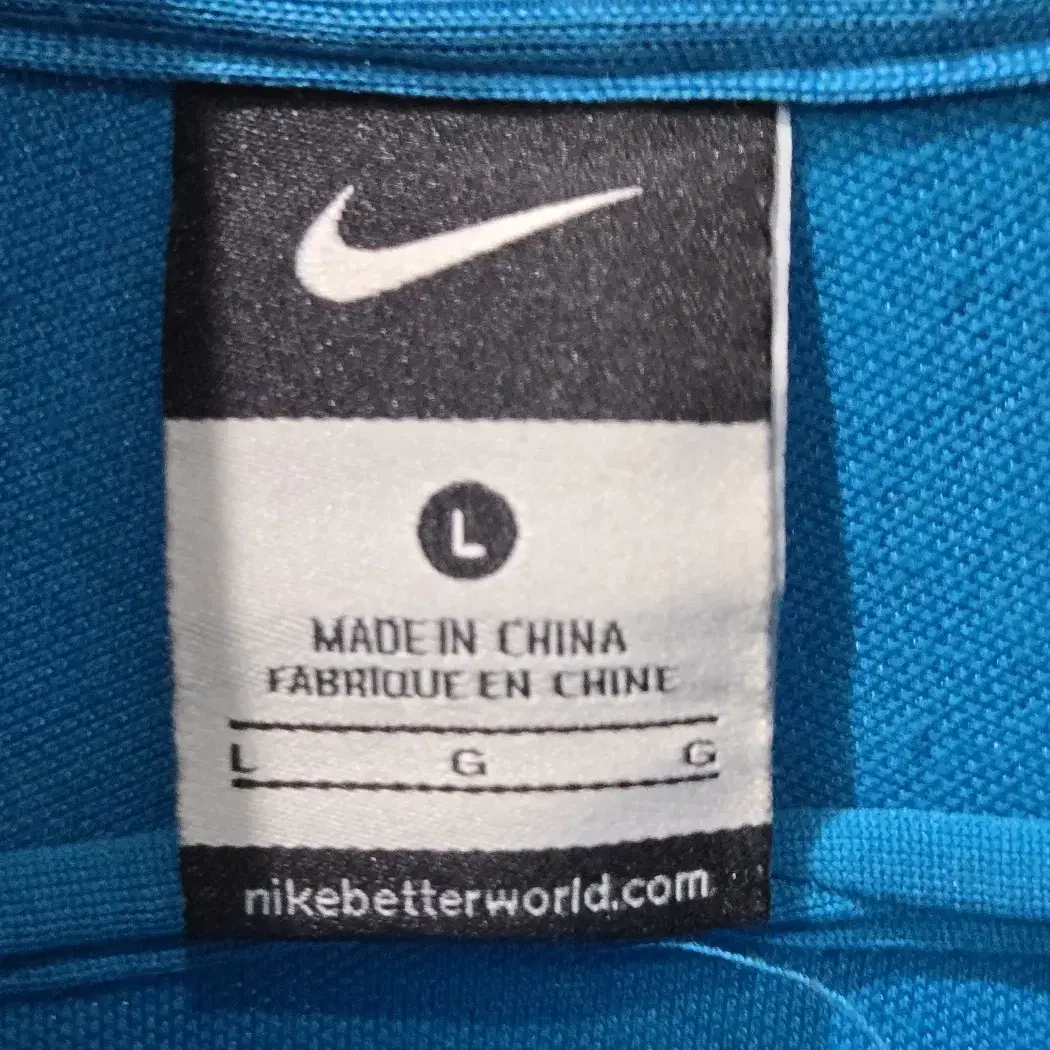 L
MADE IN CHINA
FABRIQUE EN CHINE
L G G
nikebetterworld.com